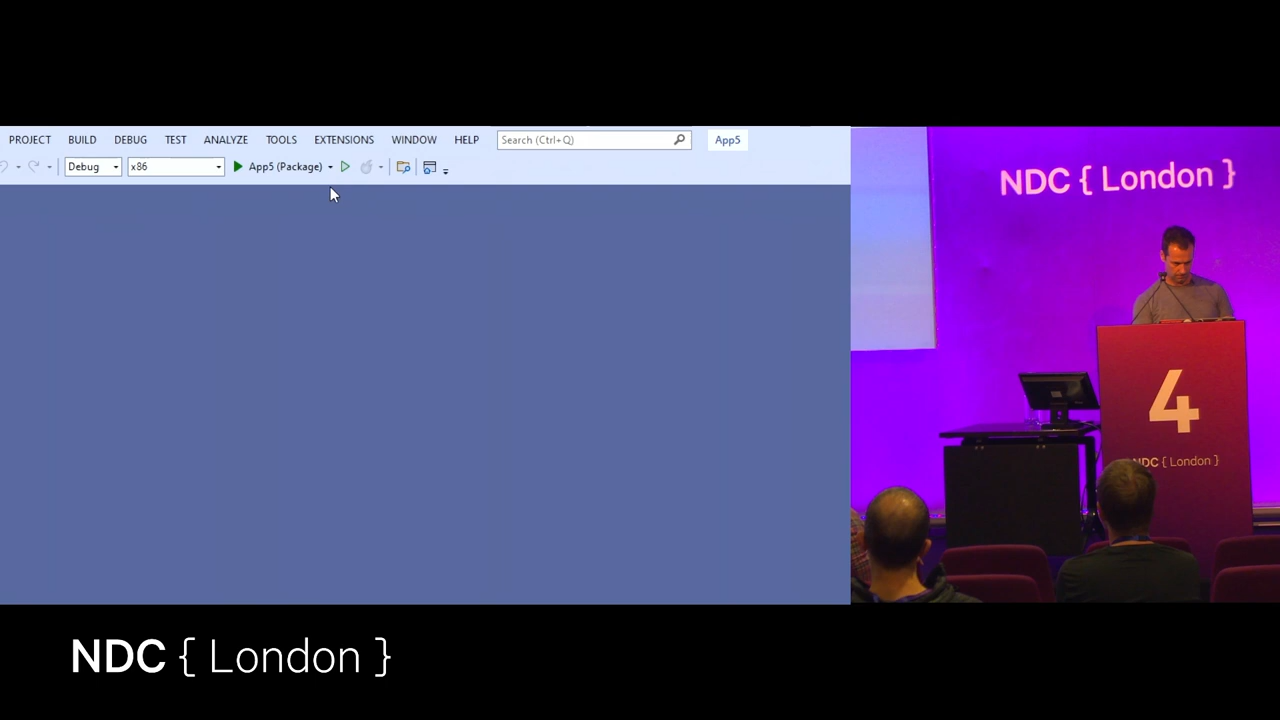 PROJECT BUILD DEBUG TEST ANALYZE TOOLS EXTENSIONS WINDOW HELP Search (Ctrl+Q) App5
Debug x86 App5 (Package)
NDC { London }
4
NDC { London }
NDC { London }